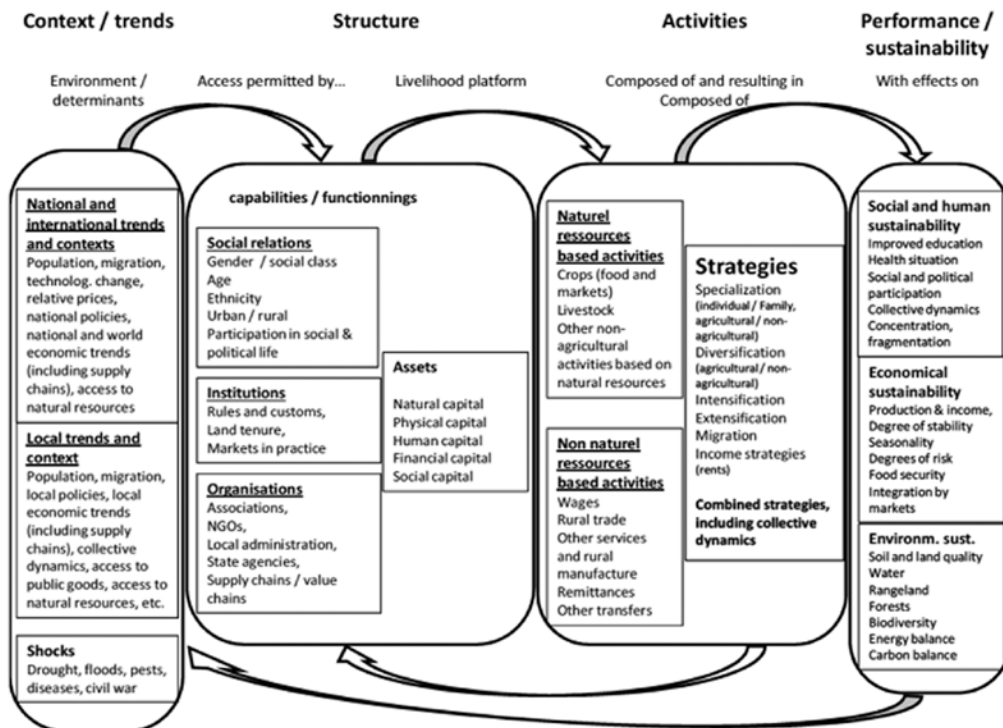 Context / trends
Structure
Activities
Performance /
sustainability
Environment /
determinants
Access permitted by…
Livelihood platform
Composed of and resulting in
Composed of
With effects on
National and
international trends
and contexts
Population, migration,
technolog. change,
relative prices,
national policies,
national and world
economic trends
(including supply
chains), access to
natural resources
Local trends and
context
Population, migration,
local policies, local
economic trends
(including supply
chains), collective
dynamics, access to
public goods, access to
natural resources, etc.
Shocks
Drought, floods, pests,
diseases, civil war
capabilities / functionnings
Social relations
Gender / social class
Age
Ethnicity
Urban / rural
Participation in social &
political life
Institutions
Rules and customs,
Land tenure,
Markets in practice
Organisations
Associations,
NGOs,
Local administration,
State agencies,
Supply chains / value
chains
Assets
Natural capital
Physical capital
Human capital
Financial capital
Social capital
Naturel
ressources
based activities
Crops (food and
markets)
Livestock
Other non-
agricultural
activities based on
natural resources
Non naturel
ressources
based activities
Wages
Rural trade
Other services
and rural
manufacture
Remittances
Other transfers
Strategies
Specialization
(individual / Family,
agricultural / non-
agricultural)
Diversification
(agricultural / non-
agricultural)
Intensification
Extensification
Migration
Income strategies
(rents)
Combined strategies,
including collective
dynamics
Social and human
sustainability
Improved education
Health situation
Social and political
participation
Collective dynamics
Concentration,
fragmentation
Economical
sustainability
Production & income,
Degree of stability
Seasonality
Degrees of risk
Food security
Integration by
markets
Environm. sust.
Soil and land quality
Water
Rangeland
Forests
Biodiversity
Energy balance
Carbon balance